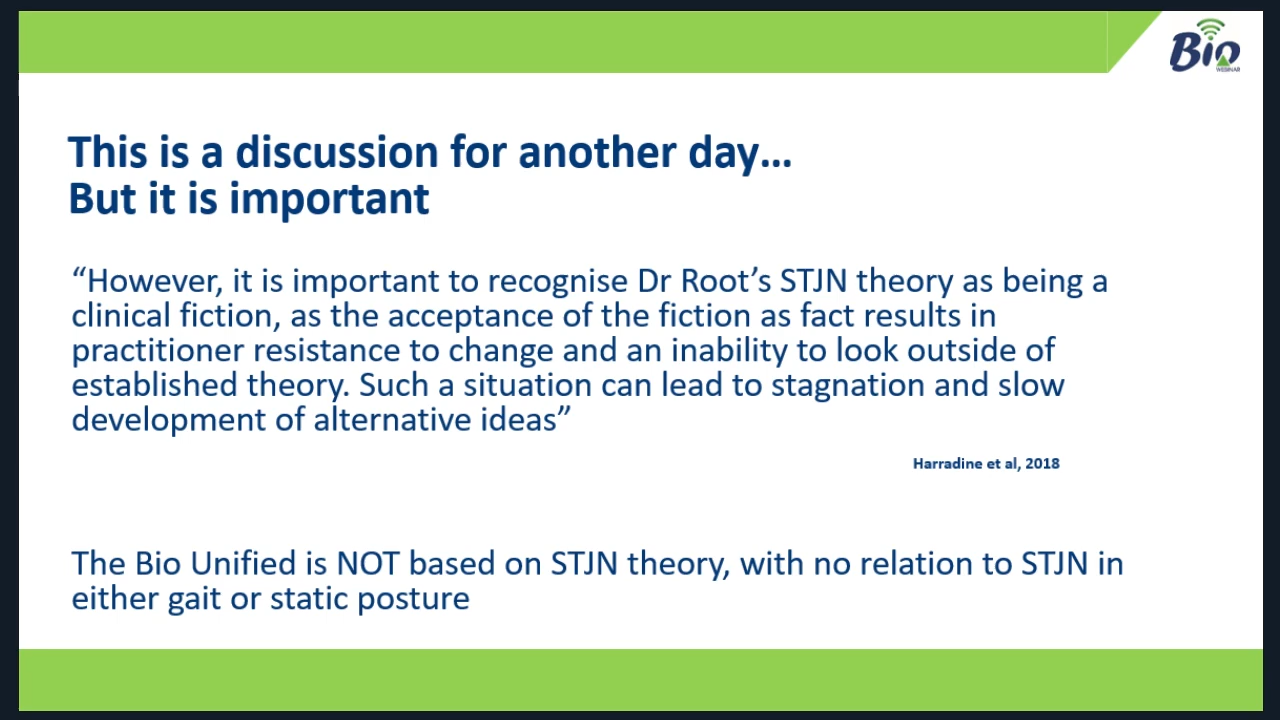 Bio
WEBINAR
This is a discussion for another day...
But it is important
“However, it is important to recognise Dr Root’s STJN theory as being a
clinical fiction, as the acceptance of the fiction as fact results in
practitioner resistance to change and an inability to look outside of
established theory. Such a situation can lead to stagnation and slow
development of alternative ideas”
Harradine et al, 2018
The Bio Unified is NOT based on STJN theory, with no relation to STJN in
either gait or static posture